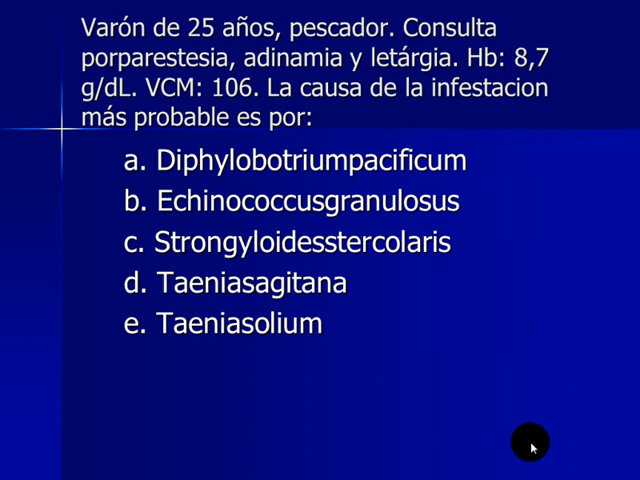 Varón de 25 años, pescador. Consulta
porparestesia, adinamia y letárgia. Hb: 8,7
g/dL. VCM: 106. La causa de la infestacion
más probable es por:
a. Diphylobotriumpacificum
b. Echinococcusgranulosus
c. Strongyloidesstercolaris
d. Taeniasagitana
e. Taeniasolium